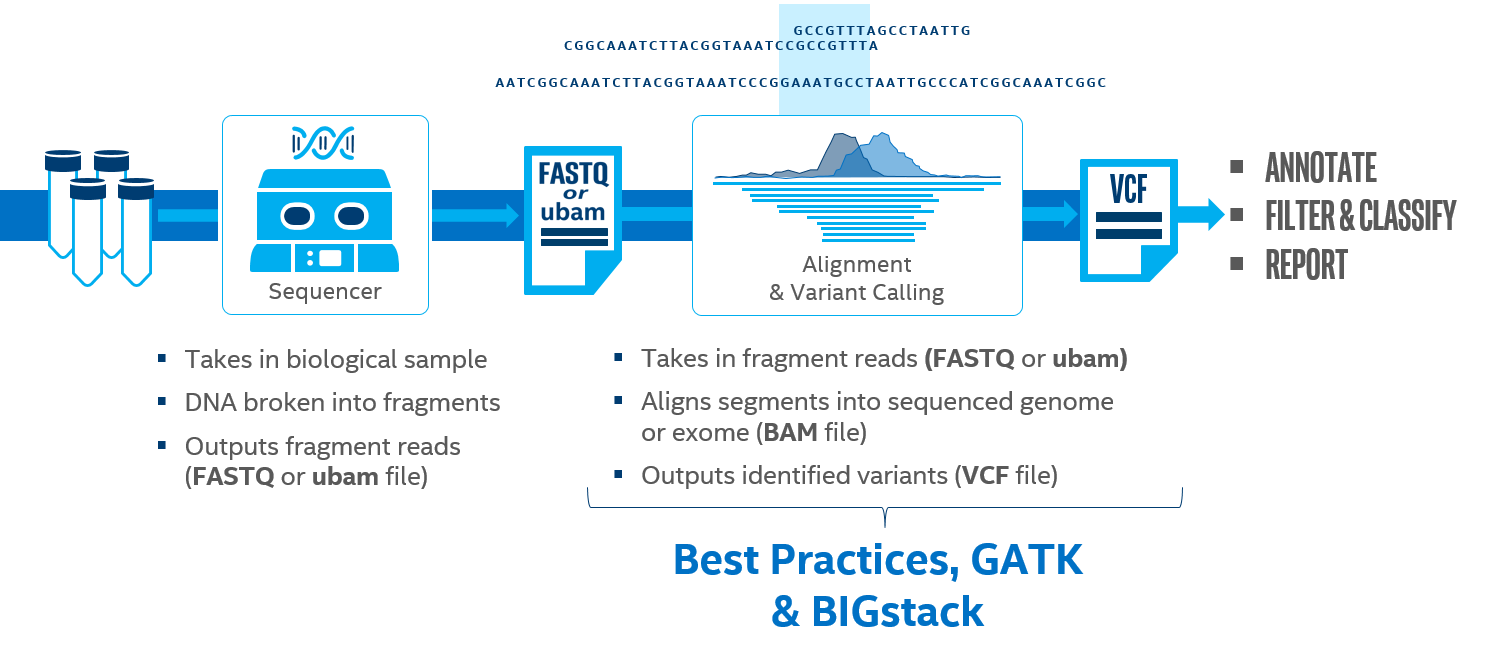 GCCGTTTAGCCTAATTG
CGGCAAATCTTACGGTAAATCCGCCGTTTA
AATCGGCAAATCTTACGGTAAATCCCGGAAATGCCTAATTGCCCATCGGCAAATCGGC
FASTQ
or
ubam
Sequencer
Alignment
& Variant Calling
VCF
▪ ANNOTATE
▪ FILTER & CLASSIFY
▪ REPORT
▪ Takes in biological sample
▪ DNA broken into fragments
▪ Outputs fragment reads
(FASTQ or ubam file)
▪ Takes in fragment reads (FASTQ or ubam)
▪ Aligns segments into sequenced genome
or exome (BAM file)
▪ Outputs identified variants (VCF file)
Best Practices, GATK
& BIGstack